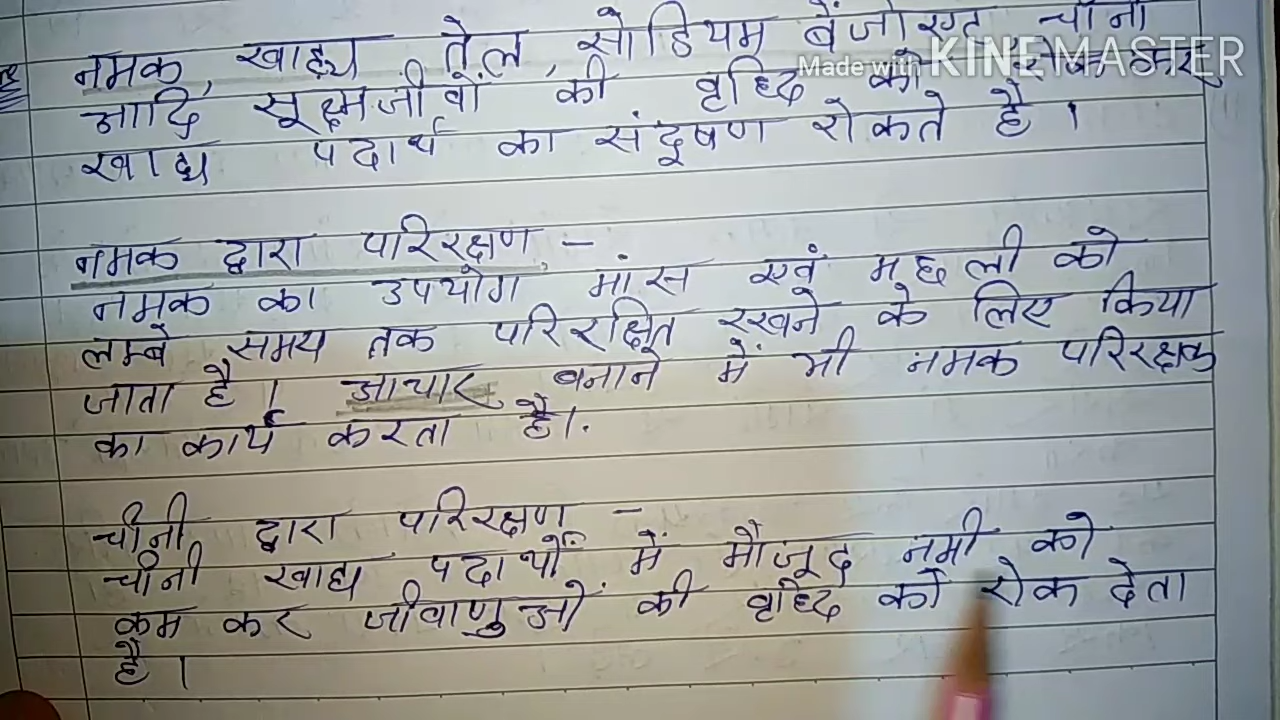 नमक, खाद्य तेल, सोडियम बेंजोएट, चीनी
आदि सूक्ष्मजीवों की वृध्दि को रोक कर
खाद्य पदार्थ का संदूषण रोकते है ।
नमक द्वारा परिरक्षण -
नमक का उपयोग मांस एवं मछली को
लम्बे समय तक परिरक्षित रखने के लिए किया
जाता है । आचार बनाने में भी नमक परिरक्षक
का कार्य करता है।
चीनी द्वारा परिरक्षण -
चीनी खाद्य पदार्थों में मौजूद नमी को
कम कर जीवाणुओं की वृध्दि को रोक देता
है ।
Made with KINEMASTER